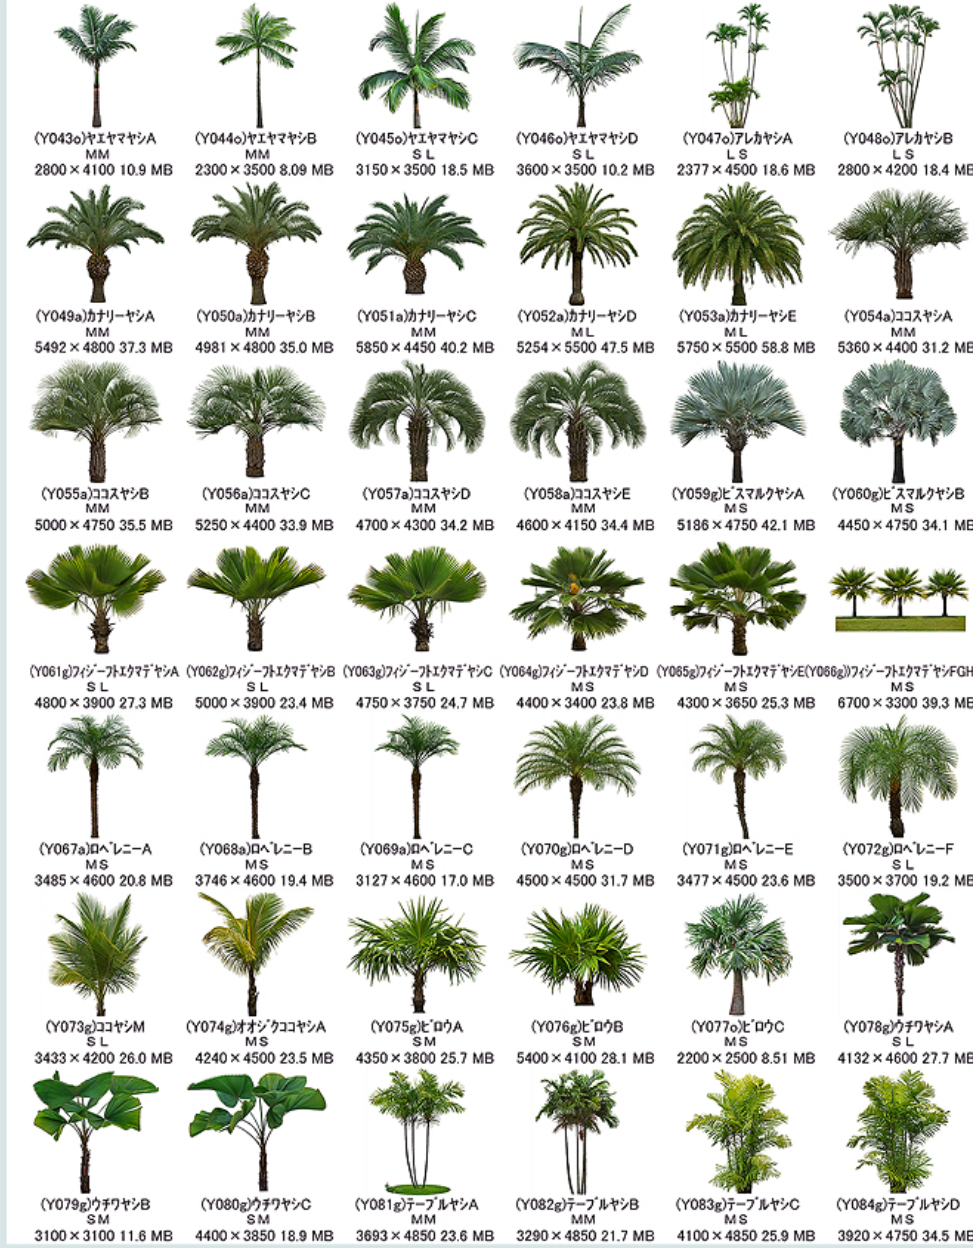 (Y043o)ヤエヤマヤシA (Y044o)ヤエヤマヤシB (Y045o)ヤエヤマヤシC (Y046o)ヤエヤマヤシD (Y047o)アレカヤシA (Y048o)アレカヤシB
MM MM SL SL LS LS
2800×4100 10.9 MB 2300×3500 8.09 MB 3150×3500 18.5 MB 3600×3500 10.2 MB 2377×4500 18.6 MB 2800×4200 18.4 MB
(Y049a)カナリーヤシA (Y050a)カナリーヤシB (Y051a)カナリーヤシC (Y052a)カナリーヤシD (Y053a)カナリーヤシE (Y054a)ココスヤシA
MM MM MM ML ML MM
5492×4800 37.3 MB 4981×4800 35.0 MB 5850×4450 40.2 MB 5254×5500 47.5 MB 5750×5500 58.8 MB 5360×4400 31.2 MB
(Y055a)ココスヤシB (Y056a)ココスヤシC (Y057a)ココスヤシD (Y058a)ココスヤシE (Y059g)ビスマルクヤシA (Y060g)ビスマルクヤシB
MM MM MM MM MS MS
5000×4750 35.5 MB 5250×4400 33.9 MB 4700×4300 34.2 MB 4600×4150 34.4 MB 5186×4750 42.1 MB 4450×4750 34.1 MB
(Y061g)フィジーフトエクマデヤシA (Y062g)フィジーフトエクマデヤシB (Y063g)フィジーフトエクマデヤシC (Y064g)フィジーフトエクマデヤシD (Y065g)フィジーフトエクマデヤシE (Y066g))フィジーフトエクマデヤシFGH
SL SL SL MS MS MS
4800×3900 27.3 MB 5000×3900 23.4 MB 4750×3750 24.7 MB 4400×3400 23.8 MB 4300×3650 25.3 MB 6700×3300 39.3 MB
(Y067a)ロベレニーA (Y068a)ロベレニーB (Y069a)ロベレニーC (Y070g)ロベレニーD (Y071g)ロベレニーE (Y072g)ロベレニーF
MS MS MS MS MS SL
3485×4600 20.8 MB 3746×4600 19.4 MB 3127×4600 17.0 MB 4500×4500 31.7 MB 3477×4500 23.6 MB 3500×3700 19.2 MB
(Y073g)ココヤシM (Y074g)オオジクココヤシA (Y075g)ビロウA (Y076g)ビロウB (Y077o)ビロウC (Y078g)ウチワヤシA
SL MS SM SM MS SL
3433×4200 26.0 MB 4240×4500 23.5 MB 4350×3800 25.7 MB 5400×4100 28.1 MB 2200×2500 8.51 MB 4132×4600 27.7 MB
(Y079g)ウチワヤシB (Y080g)ウチワヤシC (Y081g)テーブルヤシA (Y082g)テーブルヤシB (Y083g)テーブルヤシC (Y084g)テーブルヤシD
SM SM MM MM MS MS
3100×3100 11.6 MB 4400×3850 18.9 MB 3693×4850 23.6 MB 3290×4850 21.7 MB 4100×4850 25.9 MB 3920×4750 34.5 MB